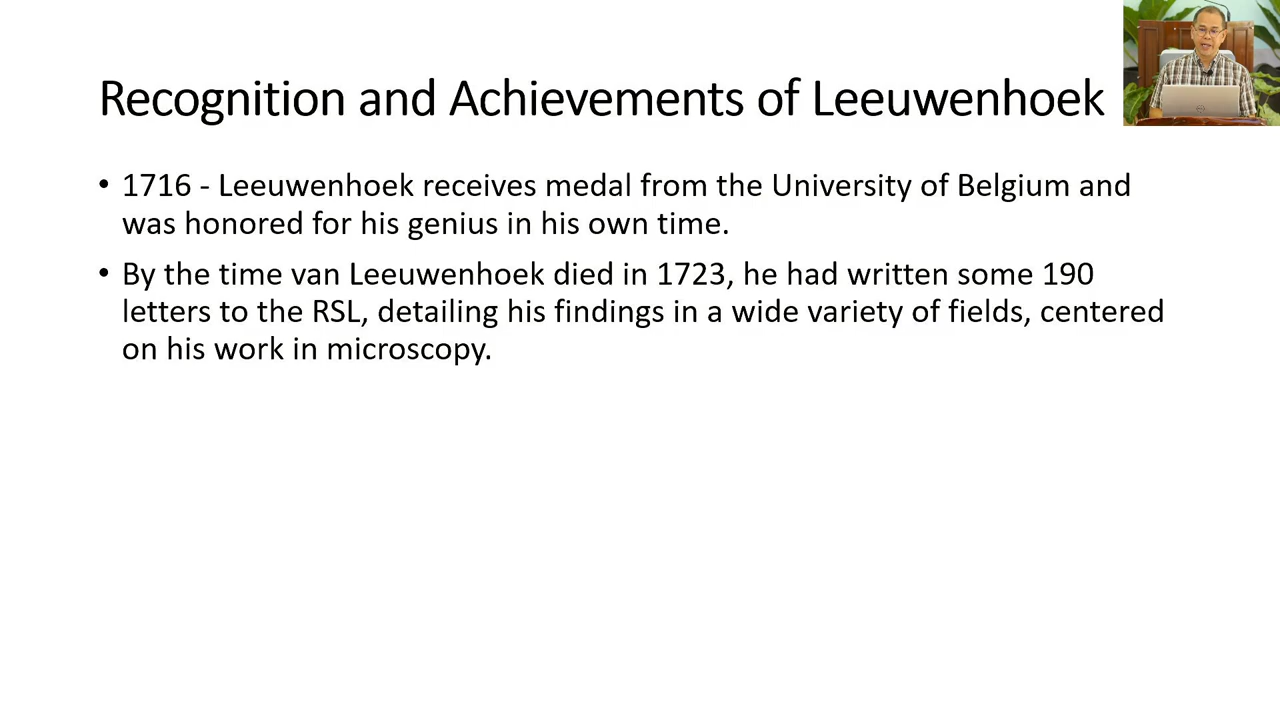 Recognition and Achievements of Leeuwenhoek
• 1716 - Leeuwenhoek receives medal from the University of Belgium and
was honored for his genius in his own time.
• By the time van Leeuwenhoek died in 1723, he had written some 190
letters to the RSL, detailing his findings in a wide variety of fields, centered
on his work in microscopy.